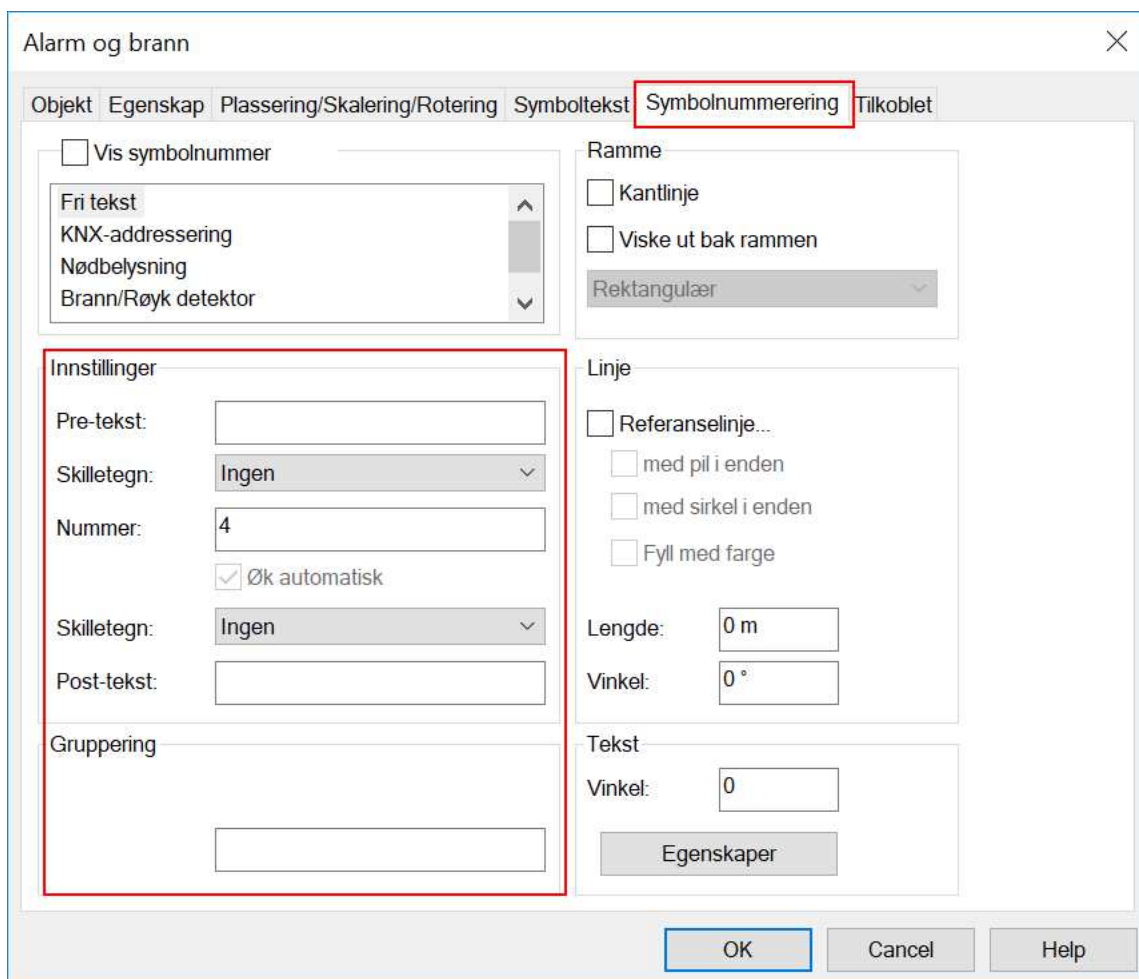 Alarm og brann
Objekt Egenskap Plassering/Skalering/Rotering Symboltekst Symbolnummerering Tilkoblet
Vis symbolnummer
Fri tekst
KNX-addressering
Nødbelysning
Brann/Røyk detektor
Ramme
Kantlinje
Viske ut bak rammen
Rektangulær
Innstillinger
Pre-tekst:
Skilletegn: Ingen
Nummer: 4
Øk automatisk
Skilletegn: Ingen
Post-tekst:
Gruppering
Linje
Referanselinje...
med pil i enden
med sirkel i enden
Fyll med farge
Lengde: 0 m
Vinkel: 0 °
Tekst
Vinkel: 0
Egenskaper
OK Cancel Help